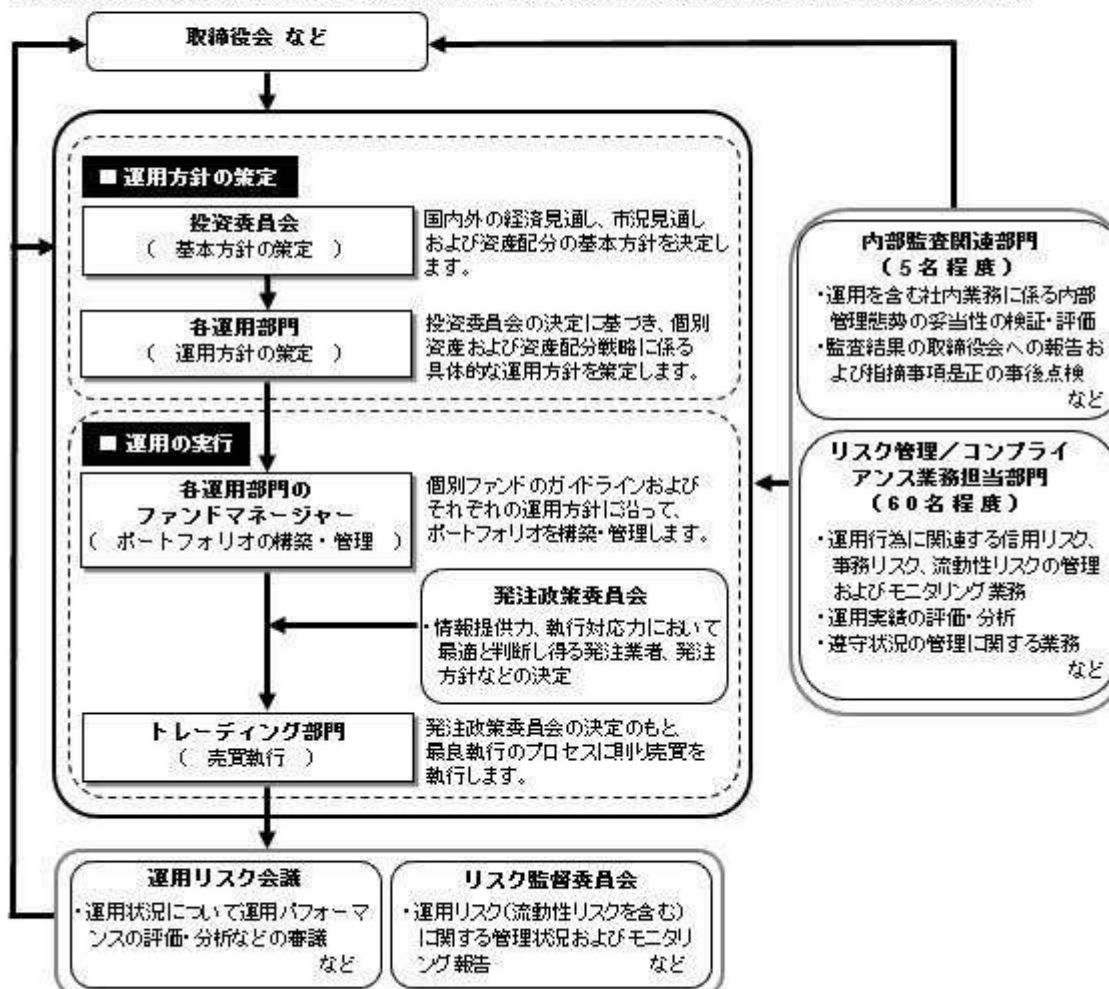 取締役会 など
■ 運用方針の策定
投資委員会
( 基本方針の策定 )
国内外の経済見通し、市況見通し
および資産配分の基本方針を決定し
ます。
各運用部門
( 運用方針の策定 )
投資委員会の決定に基づき、個別
資産および資産配分戦略に係る
具体的な運用方針を策定します。
■ 運用の実行
各運用部門の
ファンドマネージャー
( ポートフォリオの構築・管理 )
個別ファンドのガイドラインおよび
それぞれの運用方針に沿って、
ポートフォリオを構築・管理します。
発注政策委員会
・情報提供力、執行対応力において
最適と判断し得る発注業者、発注
方針などの決定
トレーディング部門
( 売買執行 )
発注政策委員会の決定のもと、
最良執行のプロセスに則り売買を
執行します。
内部監査関連部門
(5名程度)
・運用を含む社内業務に係る内部
管理態勢の妥当性の検証・評価
・監査結果の取締役会への報告お
よび指摘事項是正の事後点検
など
リスク管理/コンプライ
アンス業務担当部門
(60名程度)
・運用行為に関連する信用リスク、
事務リスク、流動性リスクの管理
およびモニタリング業務
・運用実績の評価・分析
・遵守状況の管理に関する業務
など
運用リスク会議
・運用状況について運用パフォーマ
ンスの評価・分析などの審議
など
リスク監督委員会
・運用リスク(流動性リスクを含む)
に関する管理状況およびモニタリ
ング報告 など